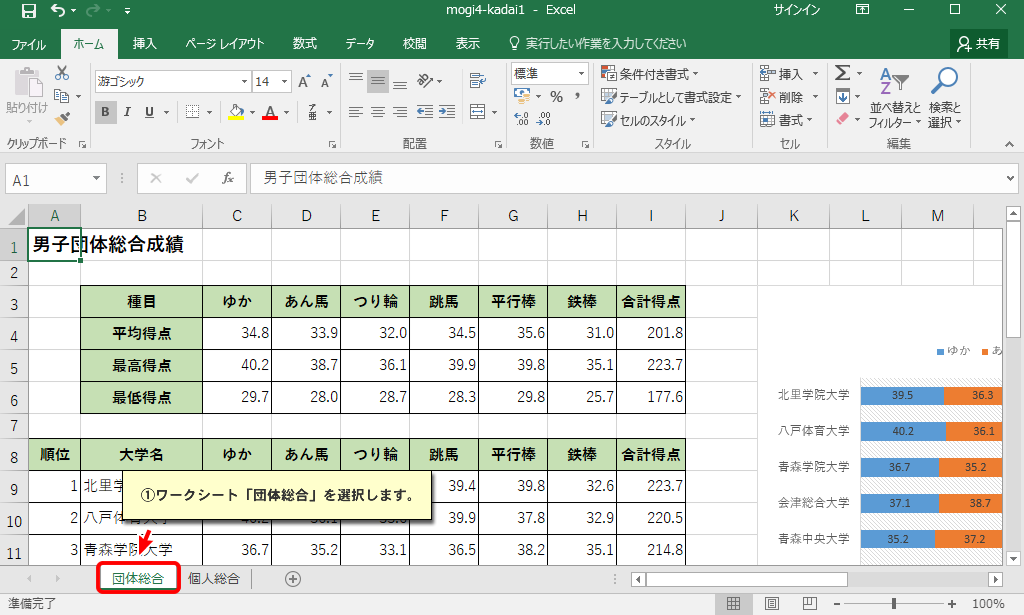 mogi4-kadai1 - Excel
サインイン
ファイル ホーム 挿入 ページ レイアウト 数式 データ 校閲 表示 実行したい作業を入力してください 共有
貼り付け
クリップボード
游ゴシック 14 A A
B I U A
フォント
配置
標準
% ,
数値
条件付き書式
テーブルとして書式設定
セルのスタイル
スタイル
挿入
削除
書式
セル
Σ
並べ替えと
フィルター
検索と
選択
編集
A1 fx 男子団体総合成績
A B C D E F G H I J K L M
1 男子団体総合成績
2
3 種目 ゆか あん馬 つり輪 跳馬 平行棒 鉄棒 合計得点
4 平均得点 34.8 33.9 32.0 34.5 35.6 31.0 201.8
5 最高得点 40.2 38.7 36.1 39.9 39.8 35.1 223.7
6 最低得点 29.7 28.0 28.7 28.3 29.8 25.7 177.6
7
8 順位 大学名 ゆか あん馬 つり輪 跳馬 平行棒 鉄棒 合計得点
9 1 北里学 39.4 39.8 32.6 223.7
10 2 八戸体 39.9 37.8 32.9 220.5
11 3 青森学院大学 36.7 35.2 33.1 36.5 38.2 35.1 214.8
①ワークシート「団体総合」を選択します。
ゆか あ
北里学院大学 39.5 36.3
八戸体育大学 40.2 36.1
青森学院大学 36.7 35.2
会津総合大学 37.1 38.7
青森中央大学 35.2 37.2
団体総合 個人総合
準備完了 100%